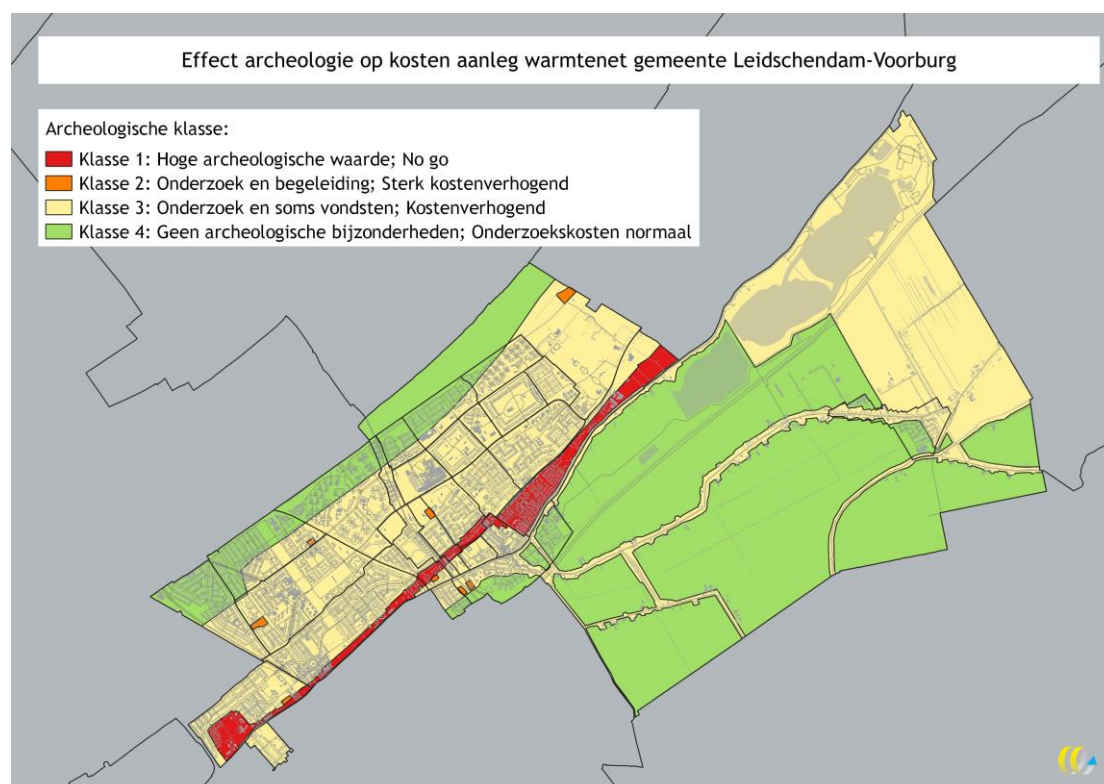 Effect archeologie op kosten aanleg warmtenet gemeente Leidschendam-Voorburg
Archeologische klasse:
Klasse 1: Hoge archeologische waarde; No go
Klasse 2: Onderzoek en begeleiding; Sterk kostenverhogend
Klasse 3: Onderzoek en soms vondsten; Kostenverhogend
Klasse 4: Geen archeologische bijzonderheden; Onderzoekskosten normaal